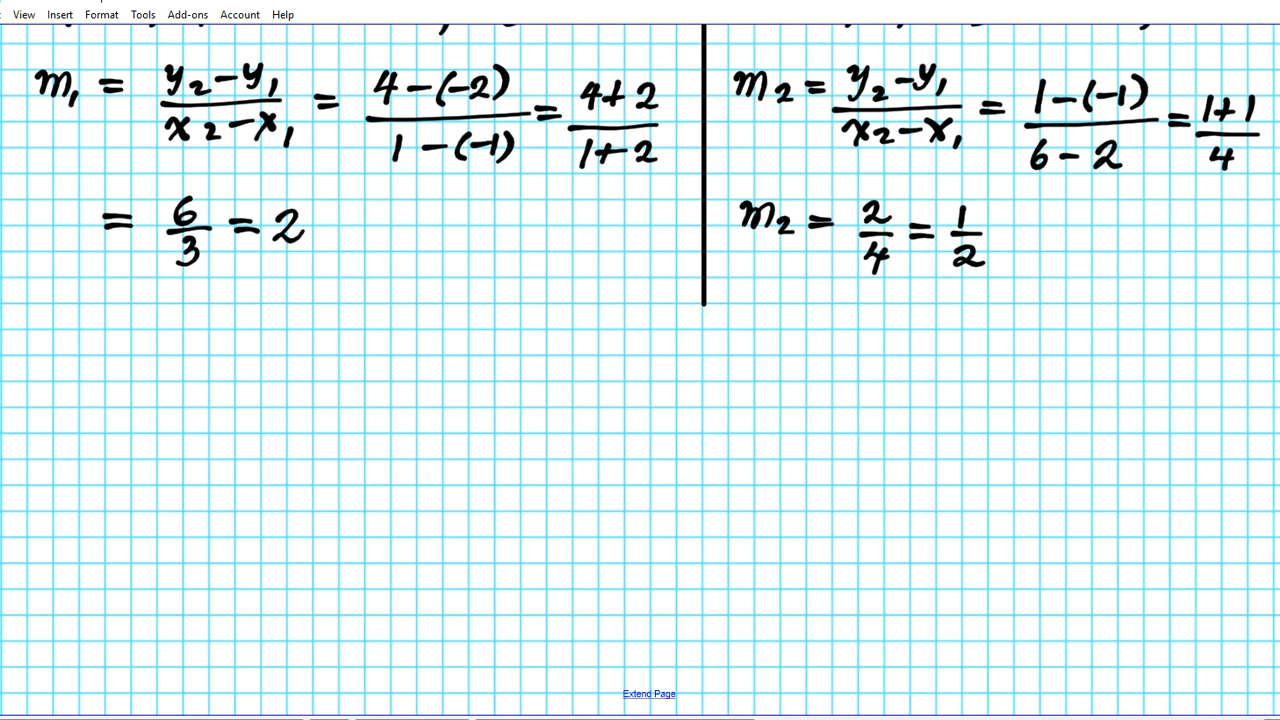 View Insert Format Tools Add-ons Account Help
m₁ = (y₂ - y₁)/(x₂ - x₁) = (4 - (-2))/(1 - (-1)) = (4 + 2)/(1 + 2)
= 6/3 = 2
m₂ = (y₂ - y₁)/(x₂ - x₁) = (1 - (-1))/(6 - 2) = (1 + 1)/4
m₂ = 2/4 = 1/2
Extend Page